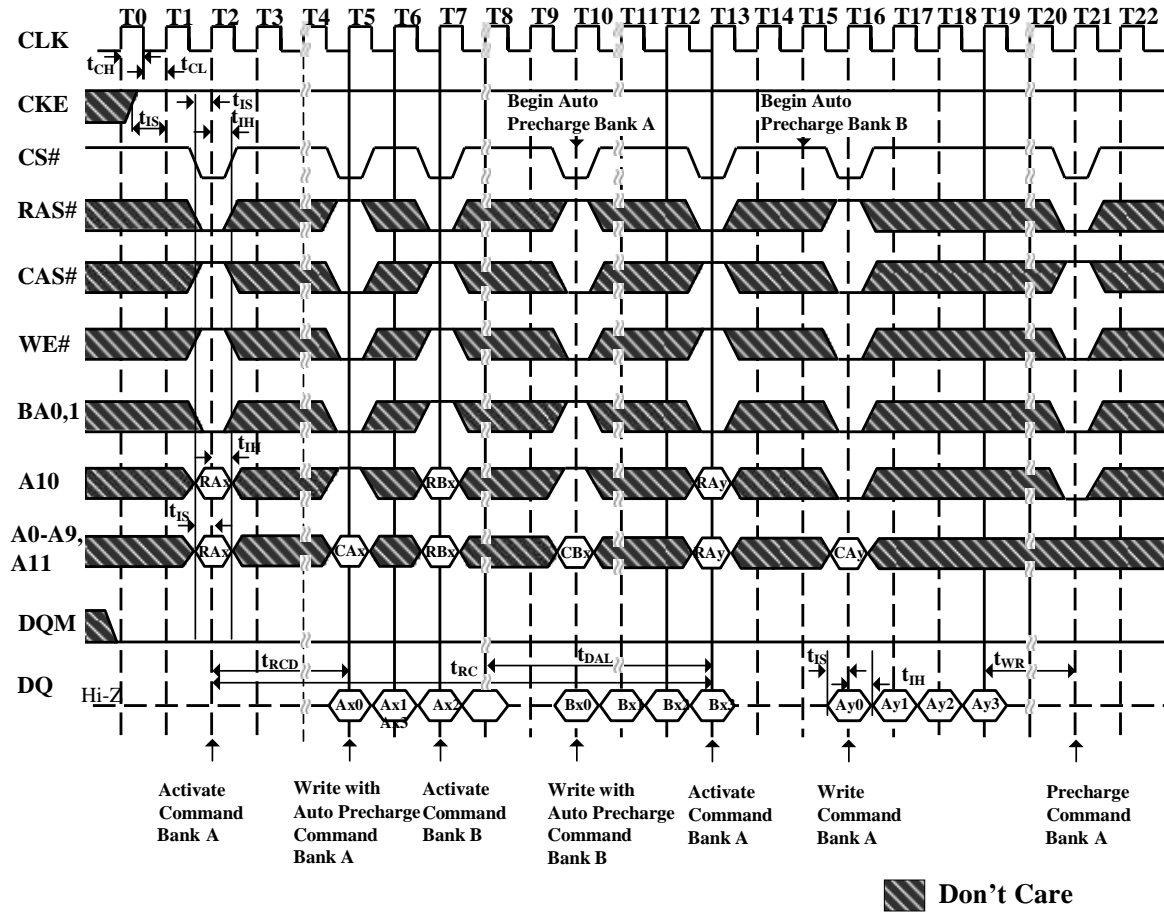 T0 T1 T2 T3 T4 T5 T6 T7 T8 T9 T10 T11 T12 T13 T14 T15 T16 T17 T18 T19 T20 T21 T22
CLK
tCH tCL
CKE
tIS
tIS
tIH
Begin Auto
Precharge Bank A
Begin Auto
Precharge Bank B
CS#
RAS#
CAS#
WE#
BA0,1
tIH
A10
RAx RBx RAy
tIS
A0-A9,
A11
RAx CAx RBx CBx RAy CAy
DQM
tRCD
tRC
tDAL
tIS
tIH
tWR
DQ
Hi-Z
Ax0 Ax1 Ax2 Bx0 Bx1 Bx2 Bx3 Ay0 Ay1 Ay2 Ay3
Ax3
Activate
Command
Bank A
Write with
Auto Precharge
Command
Bank A
Activate
Command
Bank B
Write with
Auto Precharge
Command
Bank B
Activate
Command
Bank A
Write
Command
Bank A
Precharge
Command
Bank A
Don't Care